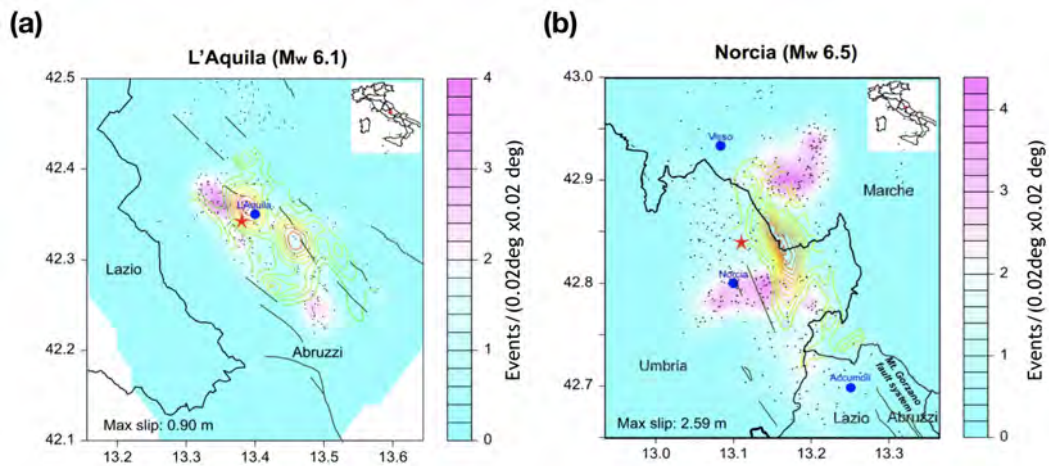 (a)
L'Aquila (Mw 6.1)
42.5
42.4
42.3
42.2
42.1
13.2
13.3
13.4
13.5
13.6
L'Aquila
Lazio
Abruzzi
Max slip: 0.90 m
4
3
2
1
0
Events/(0.02deg x0.02 deg)
(b)
Norcia (Mw 6.5)
43.0
42.9
42.8
42.7
13.0
13.1
13.2
13.3
Visso
Marche
Norcia
Umbria
Accumoli
Mt. Gorzano
fault system
Lazio
Abruzzi
Max slip: 2.59 m
4
3
2
1
0
Events/(0.02deg x0.02 deg)